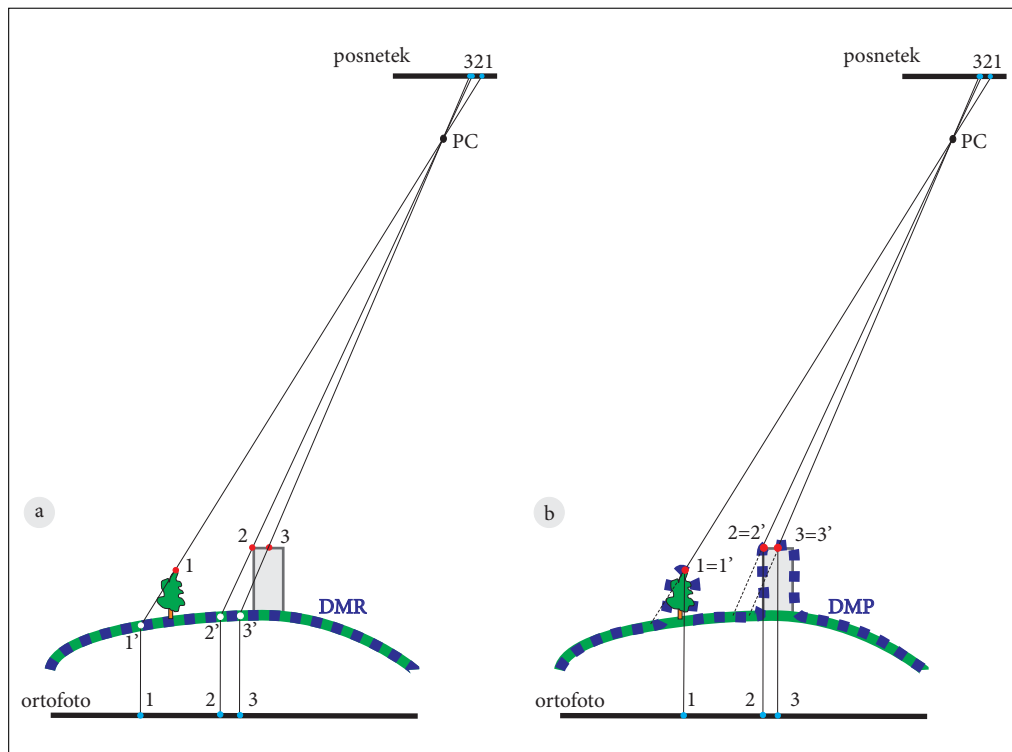 posnetek
321
PC
a
2 3
1
DMR
1’ 2’ 3’
ortofoto 1 2 3
posnetek
321
PC
b
2=2’ 3=3’
1=1’
DMP
ortofoto 1 2 3